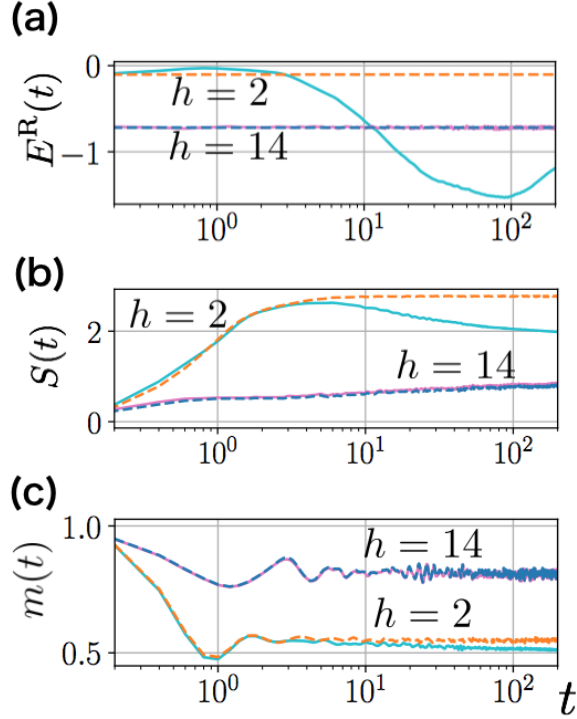 (a)
E^R(t)
0
−1
h = 2
h = 14
10^0
10^1
10^2
(b)
S(t)
2
0
h = 2
h = 14
10^0
10^1
10^2
(c)
m(t)
1.0
0.5
h = 14
h = 2
10^0
10^1
10^2
t